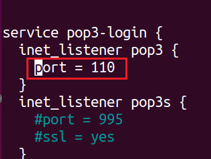 service pop3-login {
  inet_listener pop3 {
    port = 110
  }
  inet_listener pop3s {
    #port = 995
    #ssl = yes
  }